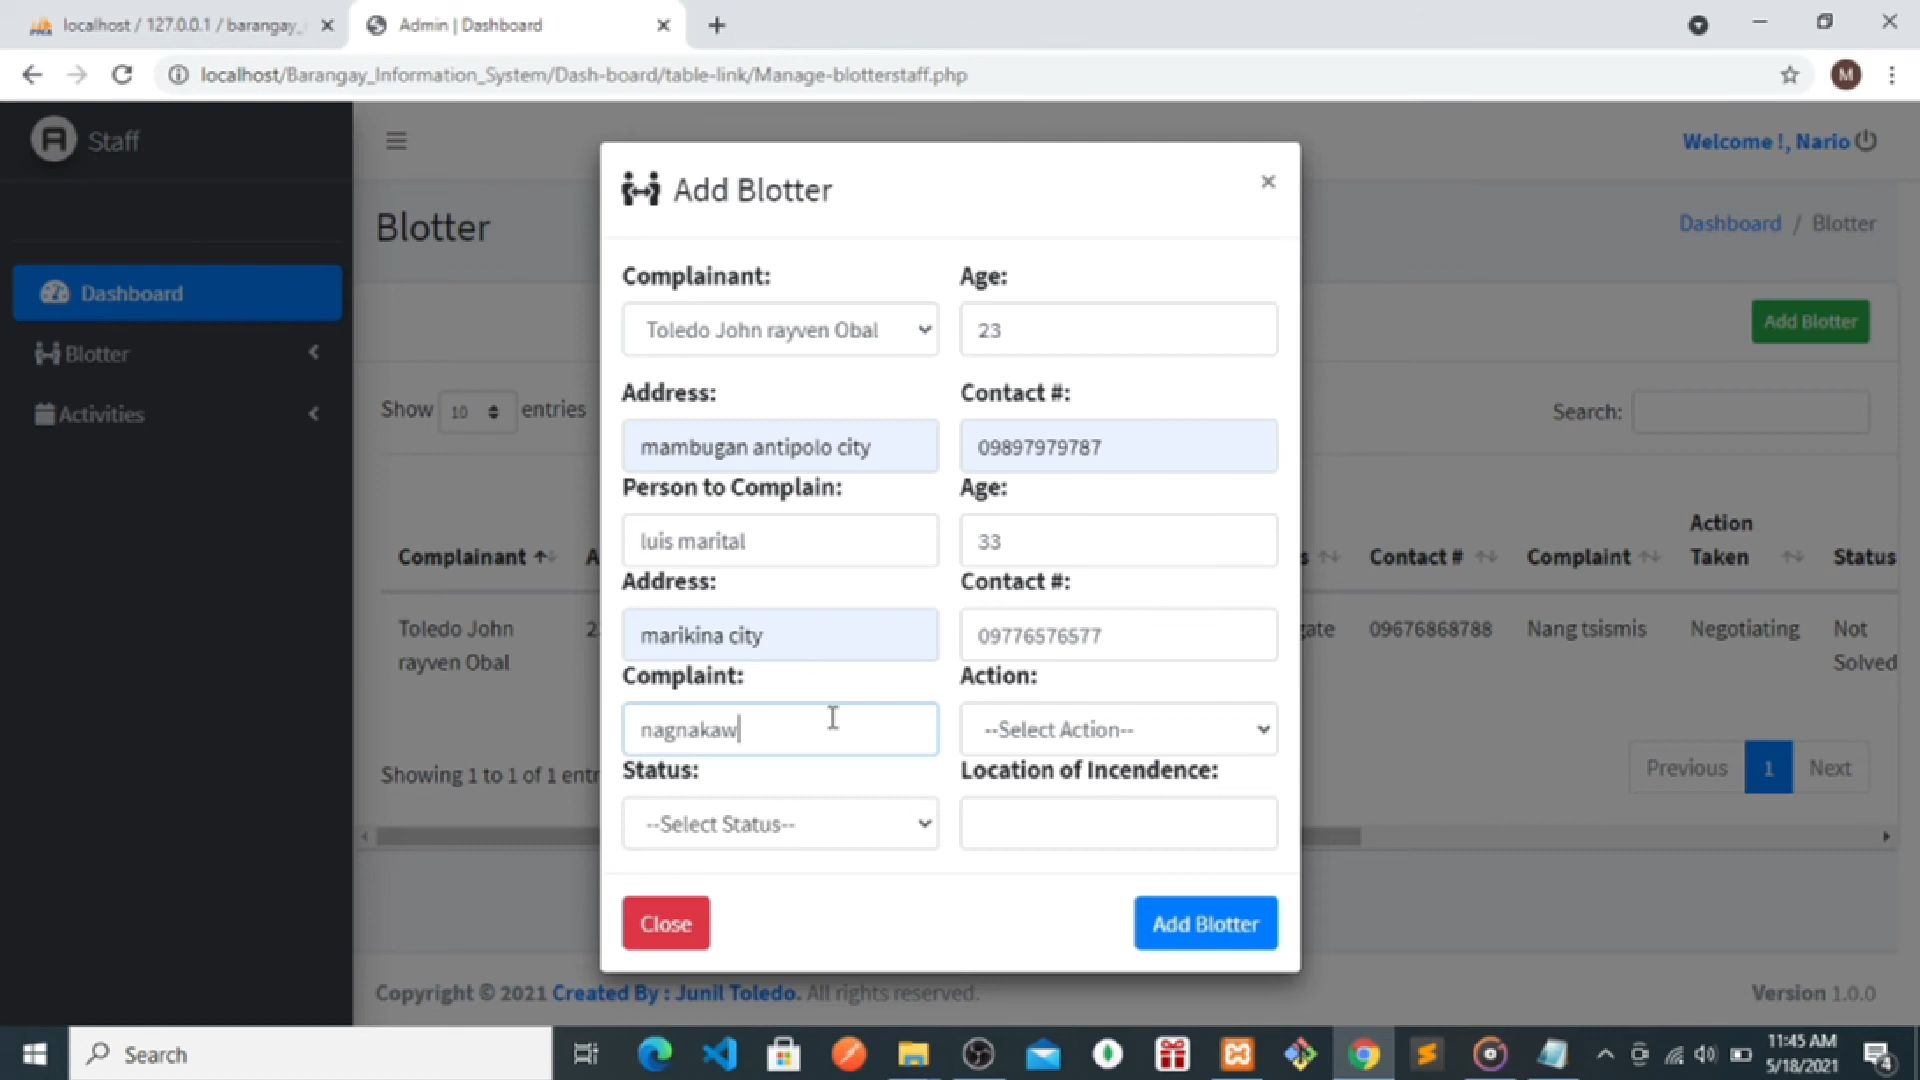 localhost / 127.0.0.1 / barangay_
Admin | Dashboard
localhost/Barangay_Information_System/Dash-board/table-link/Manage-blotterstaff.php
M
Staff
Welcome !, Nario
Blotter
Dashboard / Blotter
Dashboard
Blotter
Activities
Add Blotter
Show 10 entries
Search:
Complainant
A
s
Contact #
Complaint
Action Taken
Status
Toledo John rayven Obal
2
gate
09676868788
Nang tsismis
Negotiating
Not Solved
Showing 1 to 1 of 1 entr
Previous 1 Next
Add Blotter
×
Complainant: Age:
Toledo John rayven Obal 23
Address: Contact #:
mambugan antipolo city 09897979787
Person to Complain: Age:
luis marital 33
Address: Contact #:
marikina city 09776576577
Complaint: Action:
nagnakaw --Select Action--
Status: Location of Incendence:
--Select Status--
Close Add Blotter
Copyright © 2021 Created By : Junil Toledo. All rights reserved.
Version 1.0.0
Search
11:45 AM
5/18/2021
4